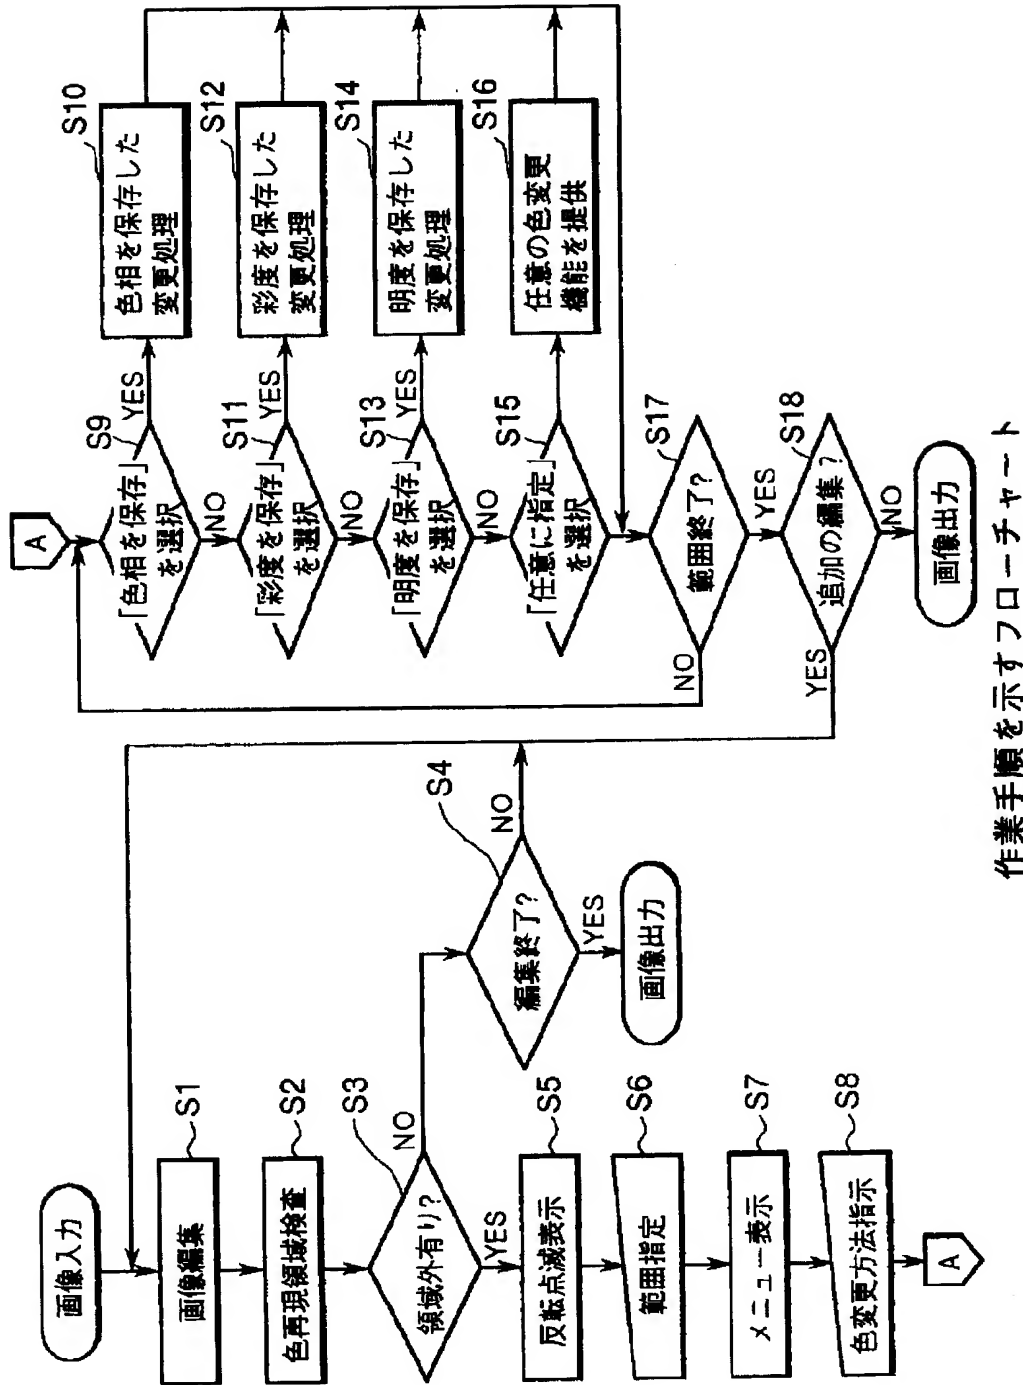 画像入力
画像編集
S1
色再現領域検査
S2
領域外有り?
S3
NO
YES
編集終了?
S4
NO
YES
画像出力
反転点滅表示
S5
範囲指定
S6
メニュー表示
S7
色変更方法指示
S8
A
A
「色相を保存」
を選択
S9
YES
NO
色相を保存した
変更処理
S10
「彩度を保存」
を選択
S11
YES
NO
彩度を保存した
変更処理
S12
「明度を保存」
を選択
S13
YES
NO
明度を保存した
変更処理
S14
「任意に指定」
を選択
S15
任意の色変更
機能を提供
S16
範囲終了?
S17
NO
YES
追加の編集?
S18
YES
NO
画像出力
作業手順を示すフローチャート